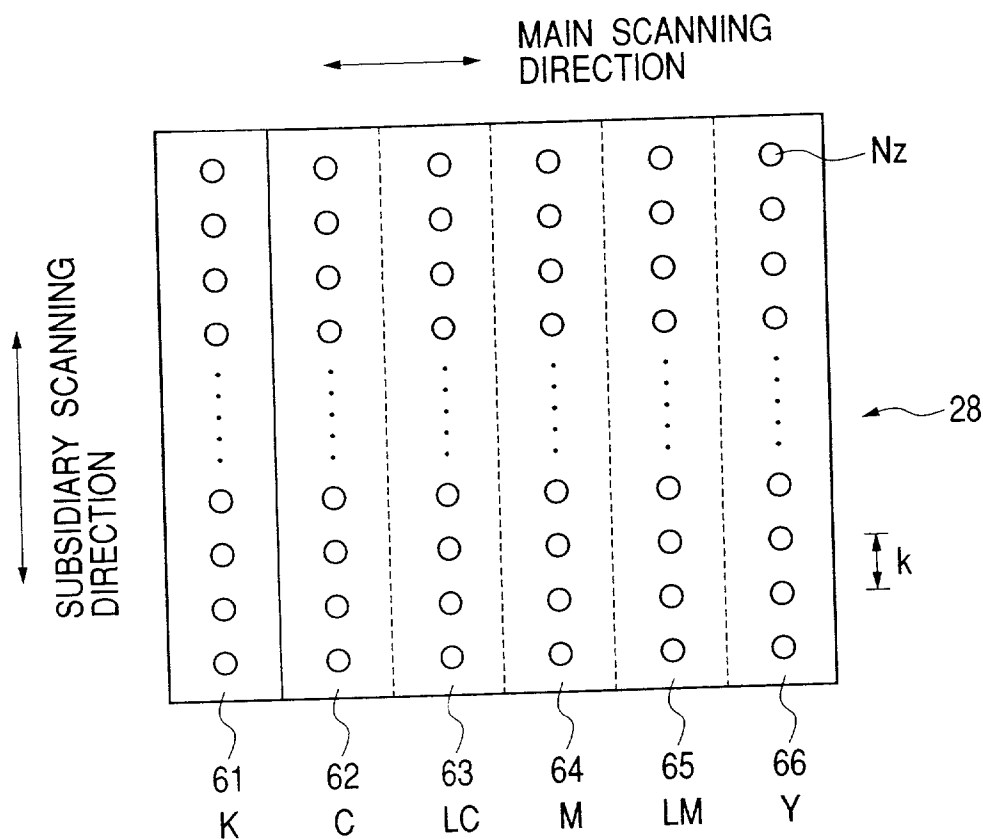 MAIN SCANNING
DIRECTION
Nz
SUBSIDIARY SCANNING
DIRECTION
28
k
61 62 63 64 65 66
K C LC M LM Y